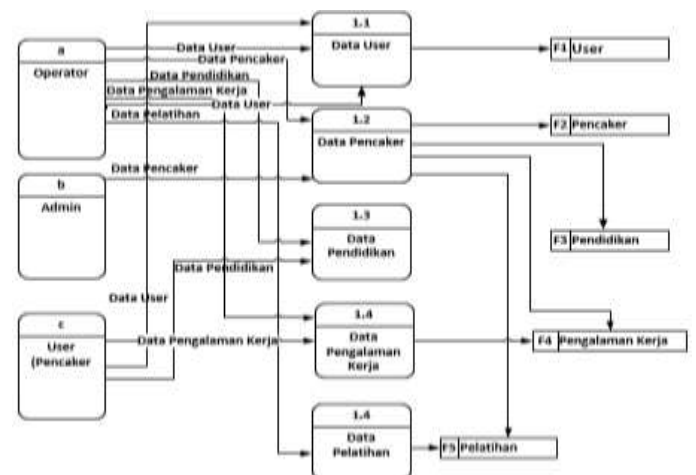 a
Operator
b
Admin
c
User
(Pencaker
Data User
Data Pencaker
Data Pendidikan
Data Pengalaman Kerja
Data User
Data Pelatihan
Data Pencaker
Data Pendidikan
Data User
Data Pengalaman Kerja
1.1
Data User
1.2
Data Pencaker
1.3
Data
Pendidikan
1.4
Data
Pengalaman
Kerja
1.4
Data
Pelatihan
F1 User
F2 Pencaker
F3 Pendidikan
F4 Pengalaman Kerja
F5 Pelatihan